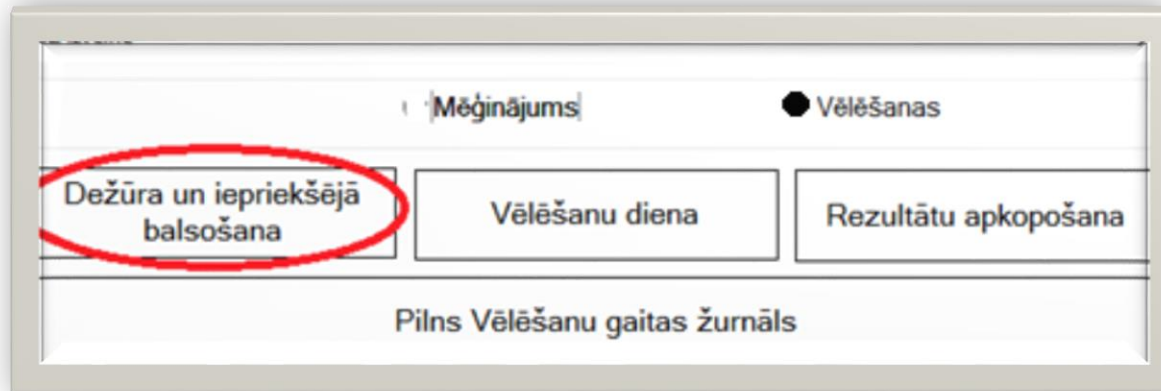 Mēģinājums
Vēlēšanas
Dežūra un iepriekšējā
balsošana
Vēlēšanu diena
Rezultātu apkopošana
Pilns Vēlēšanu gaitas žurnāls